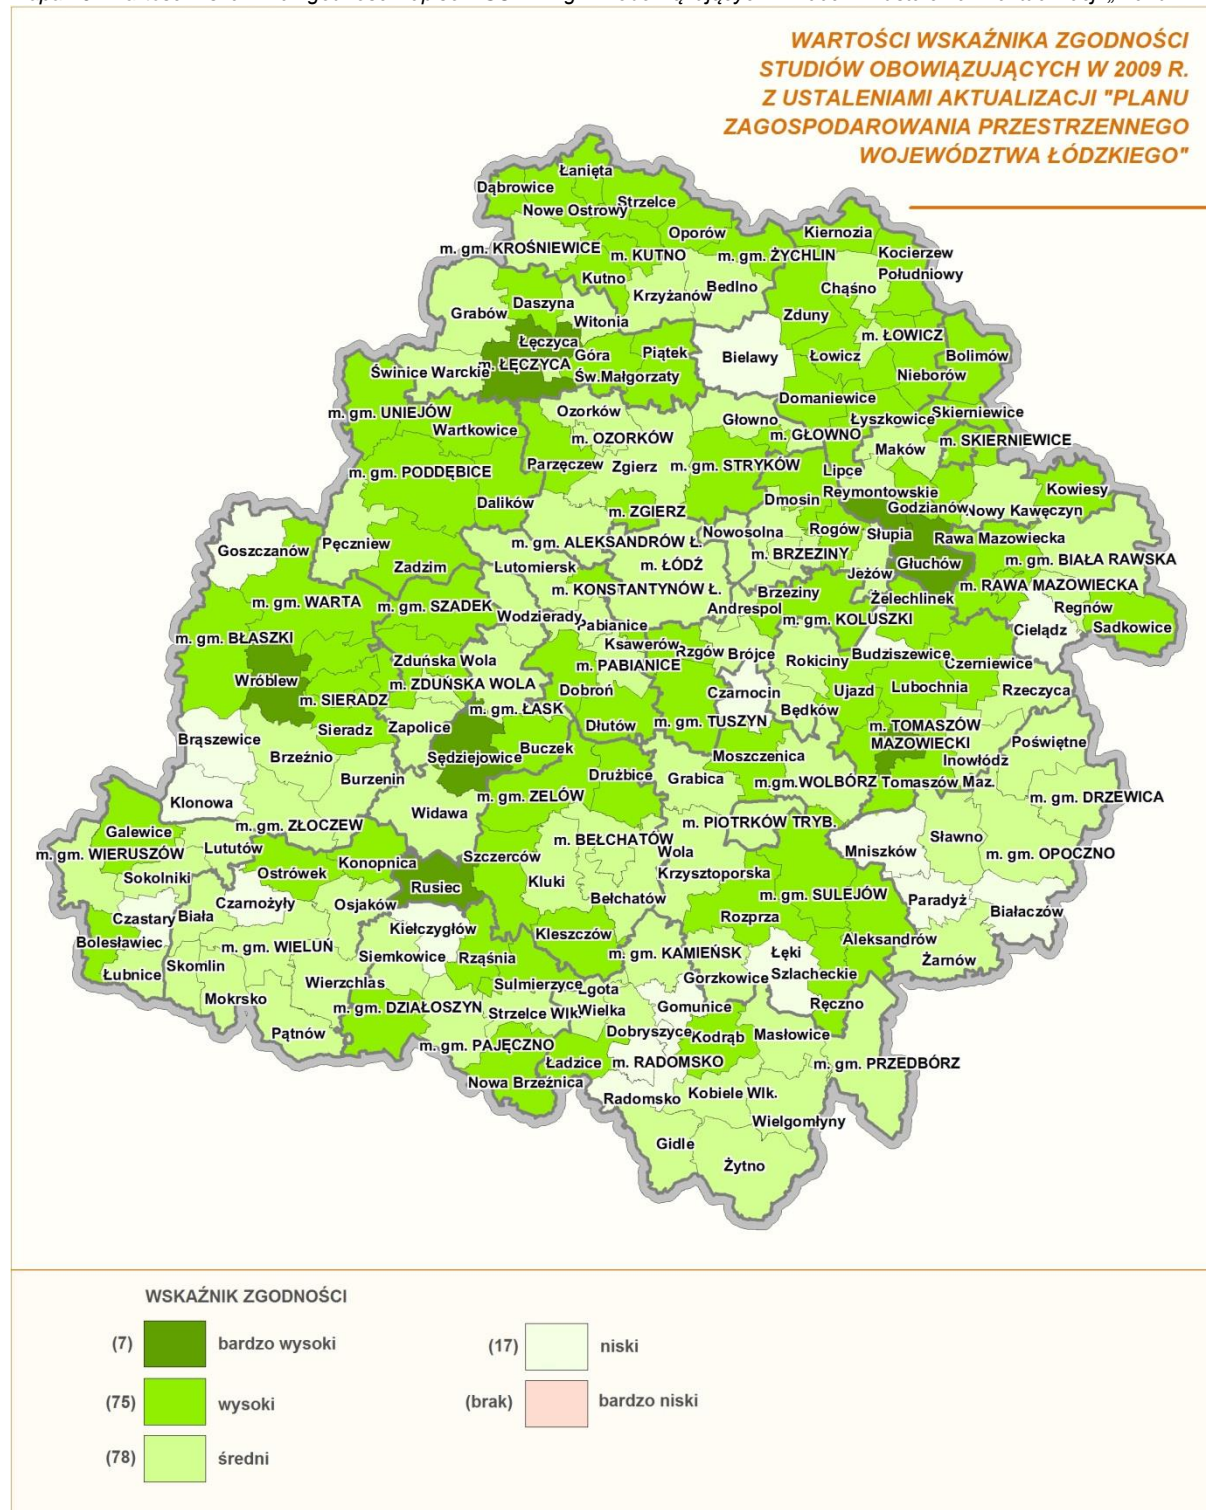 WARTOŚCI WSKAŹNIKA ZGODNOŚCI
STUDIÓW OBOWIĄZUJĄCYCH W 2009 R.
Z USTALENIAMI AKTUALIZACJI "PLANU
ZAGOSPODAROWANIA PRZESTRZENNEGO
WOJEWÓDZTWA ŁÓDZKIEGO"
Łanięta
Dąbrowice
Strzelce
Nowe Ostrowy
Oporów
Kiernozia
m. gm. KROŚNIEWICE
m. KUTNO
m. gm. ŻYCHLIN
Kocierzew
Południowy
Kutno
Krzyżanów
Bedlno
Chąśno
Daszyna
Grabów
Witonia
Zduny
m. ŁOWICZ
Łęczyca
Góra
Św.Małgorzaty
Piątek
Bielawy
Łowicz
Bolimów
m. ŁĘCZYCA
Świnice Warckie
Nieborów
Domaniewice
m. gm. UNIEJÓW
Wartkowice
Ozorków
Głowno
Łyszkowice
Skierniewice
m. OZORKÓW
m. GŁOWNO
m. SKIERNIEWICE
Maków
m. gm. PODDĘBICE
Parzęczew
Zgierz
m. gm. STRYKÓW
Lipce
Reymontowskie
Kowiesy
Dalików
m. ZGIERZ
Dmosin
Godzianów
Nowy Kawęczyn
Goszczanów
Pęczniew
Zadzim
m. gm. ALEKSANDRÓW Ł.
Nowosolna
Rogów
Słupia
Rawa Mazowiecka
Lutomiersk
m. ŁÓDŹ
m. BRZEZINY
Głuchów
m. gm. BIAŁA RAWSKA
Jeżów
m. RAWA MAZOWIECKA
m. gm. WARTA
m. gm. SZADEK
m. KONSTANTYNÓW Ł.
Brzeziny
Żelechlinek
Regnów
Wodzierady
Pabianice
Andrespol
m. gm. KOLUSZKI
Cielądz
Sadkowice
m. gm. BŁASZKI
Ksawerów
Rzgów
Brójce
Budziszewice
Czerniewice
Zduńska Wola
m. PABIANICE
Rokiciny
Wróblew
m. ZDUŃSKA WOLA
Dobroń
Czarnocin
Ujazd
Lubochnia
Rzeczyca
m. SIERADZ
m. gm. ŁASK
Dłutów
m. gm. TUSZYN
Będków
m. TOMASZÓW
MAZOWIECKI
Sieradz
Zapolice
Brąszewice
Brzeźnio
Sędziejowice
Buczek
Moszczenica
Poświętne
Inowłódz
Burzenin
Drużbice
Grabica
m.gm.WOLBÓRZ
Tomaszów Maz.
Klonowa
m. gm. ZELÓW
m. gm. DRZEWICA
Widawa
m. gm. ZŁOCZEW
m. PIOTRKÓW TRYB.
Galewice
m. BEŁCHATÓW
Sławno
m. gm. WIERUSZÓW
Lututów
Konopnica
Szczerców
Wola
Krzysztoporska
Mniszków
m. gm. OPOCZNO
Sokolniki
Ostrówek
Rusiec
Kluki
m. gm. SULEJÓW
Czarnożyły
Osjaków
Bełchatów
Rozprza
Paradyż
Białaczów
Czastary
Biała
Kiełczygłów
Kleszczów
Bolesławiec
m. gm. WIELUŃ
Siemkowice
Rząśnia
m. gm. KAMIEŃSK
Łęki
Szlacheckie
Aleksandrów
Żarnów
Łubnice
Skomlin
Wierzchlas
Sulmierzyce
Gorzkowice
Mokrsko
m. gm. DZIAŁOSZYN
Lgota
Wielka
Gomunice
Ręczno
Strzelce Wlk.
Pątnów
Dobryszyce
Kodrąb
Masłowice
m. gm. PAJĘCZNO
Ładzice
m. RADOMSKO
m. gm. PRZEDBÓRZ
Nowa Brzeźnica
Radomsko
Kobiele Wlk.
Wielgomłyny
Gidle
Żytno
WSKAŹNIK ZGODNOŚCI
(7) bardzo wysoki
(75) wysoki
(78) średni
(17) niski
(brak) bardzo niski